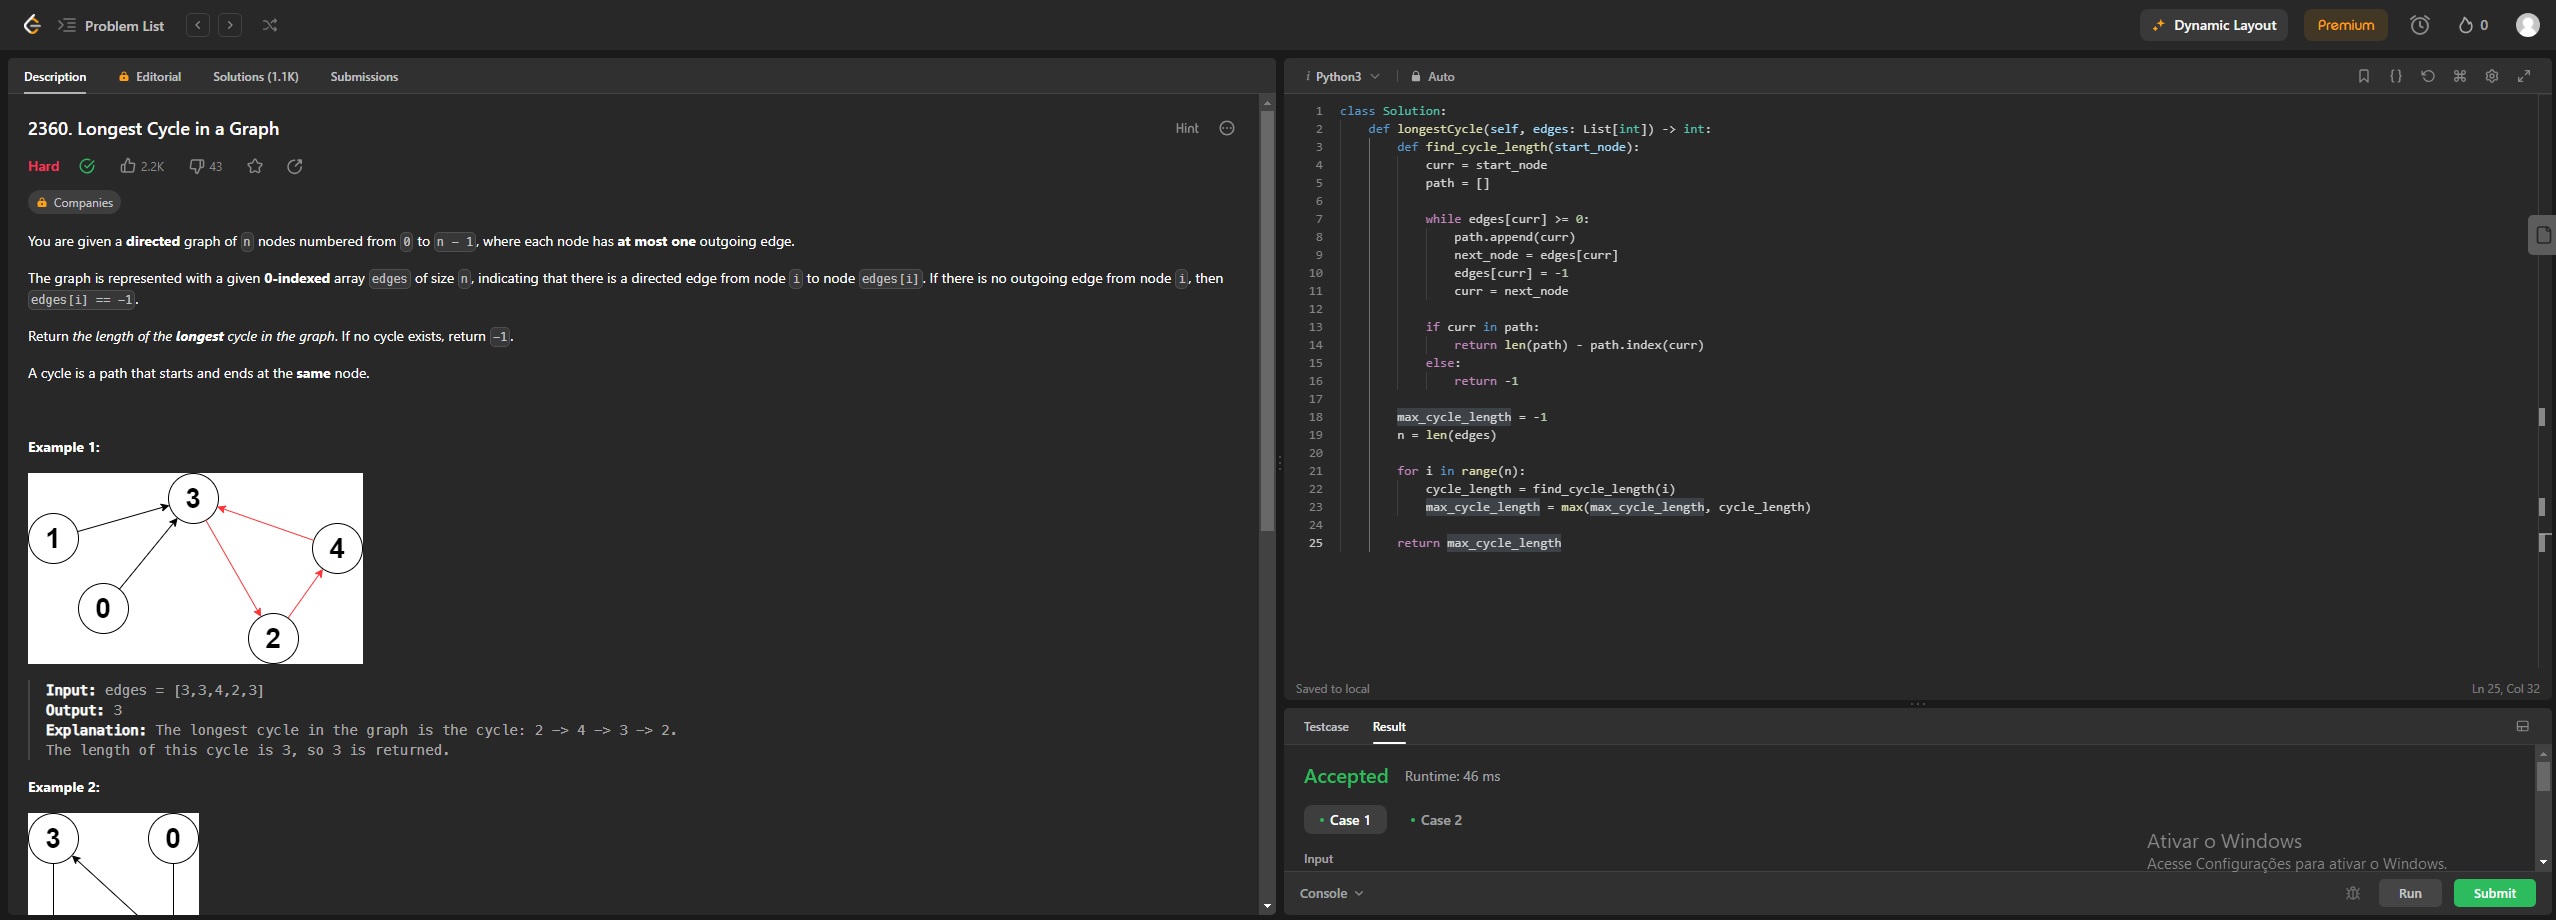 Problem List
Dynamic Layout
Premium
0
Description
Editorial
Solutions (1.1K)
Submissions
2360. Longest Cycle in a Graph
Hint
Hard
2.2K
43
Companies
You are given a directed graph of n nodes numbered from 0 to n - 1, where each node has at most one outgoing edge.
The graph is represented with a given 0-indexed array edges of size n, indicating that there is a directed edge from node i to node edges[i]. If there is no outgoing edge from node i, then
edges[i] == -1.
Return the length of the longest cycle in the graph. If no cycle exists, return -1.
A cycle is a path that starts and ends at the same node.
Example 1:
3
1
4
0
2
Input: edges = [3,3,4,2,3]
Output: 3
Explanation: The longest cycle in the graph is the cycle: 2 -> 4 -> 3 -> 2.
The length of this cycle is 3, so 3 is returned.
Example 2:
3
0
i Python3
Auto
1 class Solution:
2 def longestCycle(self, edges: List[int]) -> int:
3 def find_cycle_length(start_node):
4 curr = start_node
5 path = []
6
7 while edges[curr] >= 0:
8 path.append(curr)
9 next_node = edges[curr]
10 edges[curr] = -1
11 curr = next_node
12
13 if curr in path:
14 return len(path) - path.index(curr)
15 else:
16 return -1
17
18 max_cycle_length = -1
19 n = len(edges)
20
21 for i in range(n):
22 cycle_length = find_cycle_length(i)
23 max_cycle_length = max(max_cycle_length, cycle_length)
24
25 return max_cycle_length
Saved to local
Ln 25, Col 32
Testcase
Result
Accepted
Runtime: 46 ms
• Case 1
• Case 2
Input
Ativar o Windows
Acesse Configurações para ativar o Windows.
Console
Run
Submit